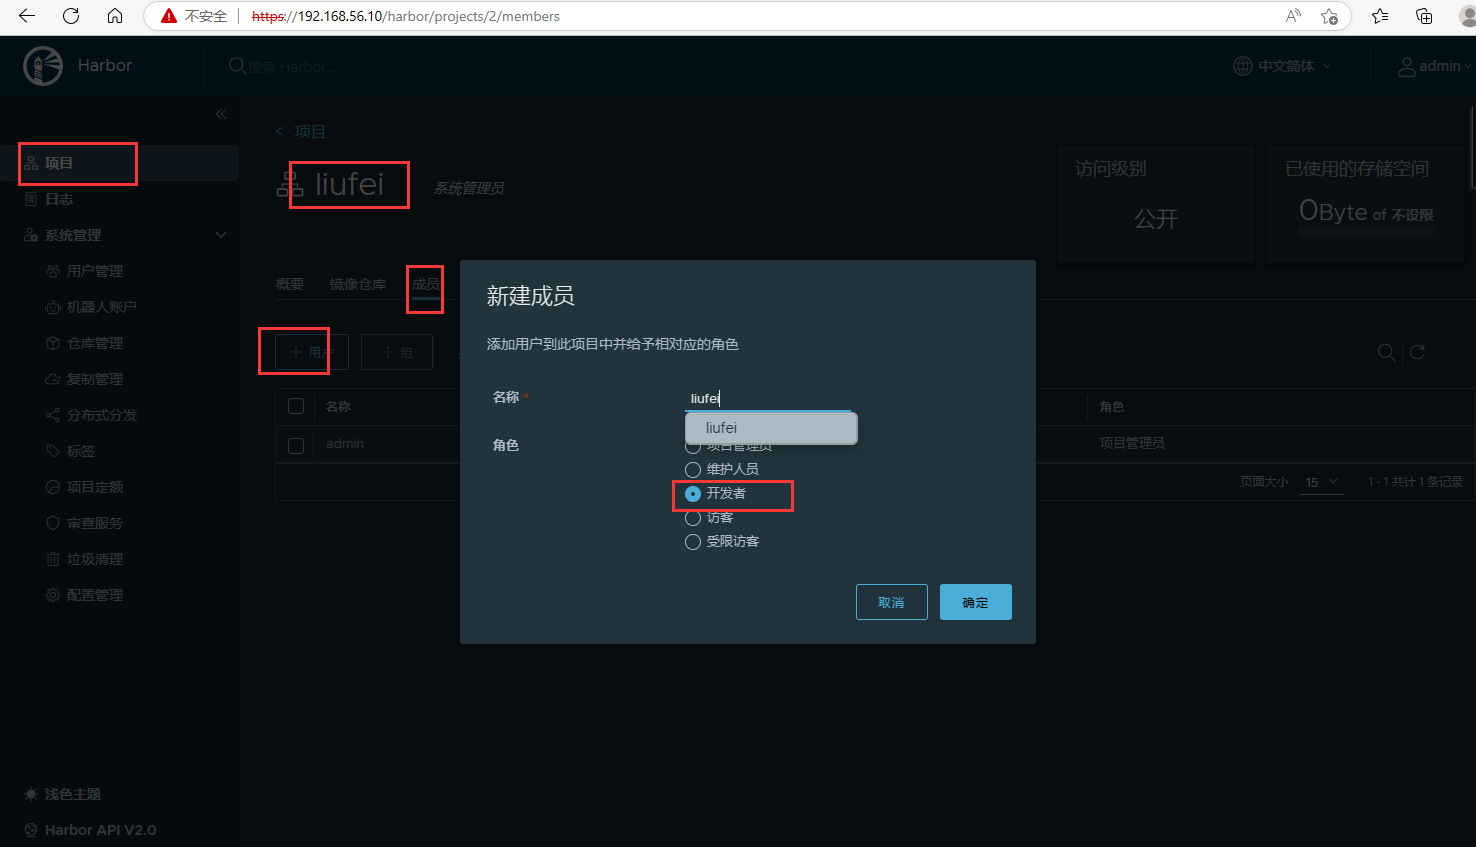 不安全 https://192.168.56.10/harbor/projects/2/members
Harbor
搜索 Harbor...
中文简体
admin
项目
日志
系统管理
用户管理
机器人账户
仓库管理
复制管理
分布式分发
标签
项目定额
审查服务
垃圾清理
配置管理
浅色主题
Harbor API V2.0
< 项目
liufei 系统管理员
访问级别
公开
已使用的存储空间
0Byte of 不设限
概要 镜像仓库 成员
+ 用户 + 组
名称 角色
admin 项目管理员
页面大小 15 1 - 1 共计 1 条记录
新建成员
添加用户到此项目中并给予相对应的角色
名称 * liufei
liufei
角色 项目管理员
维护人员
开发者
访客
受限访客
取消 确定